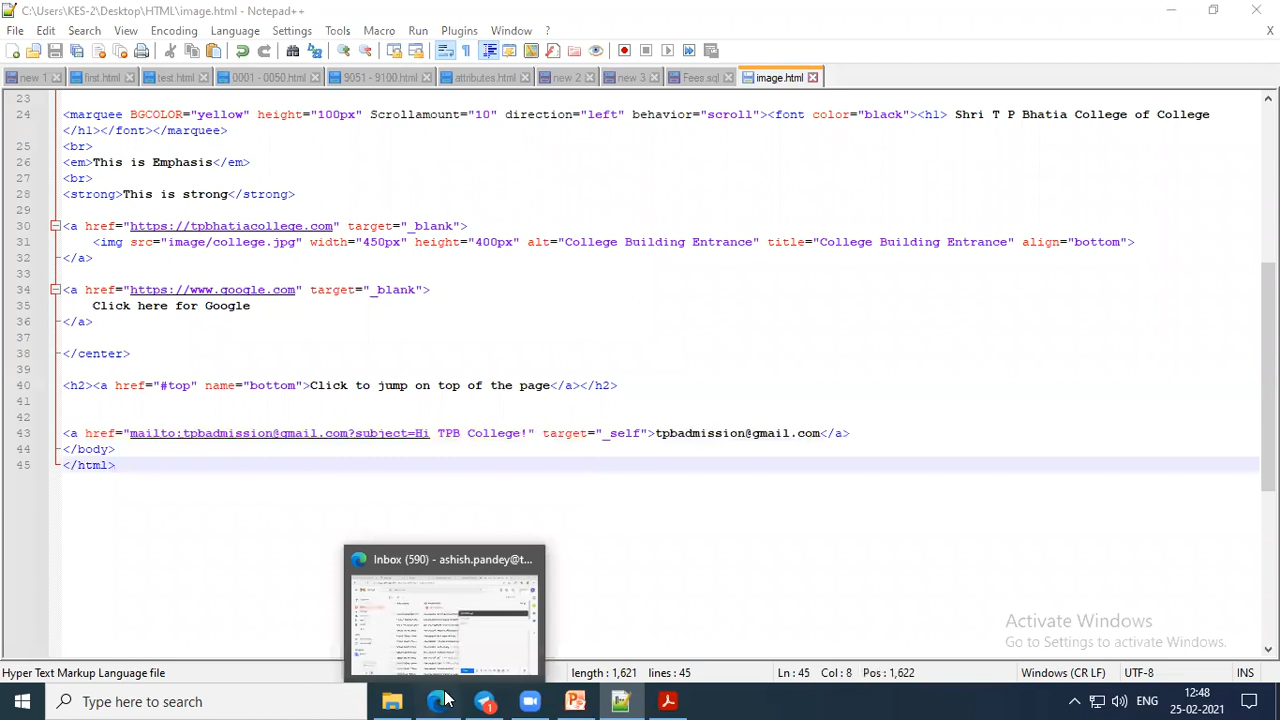 C:\Users\KES-2\Desktop\HTML\image.html - Notepad++
File Edit Search View Encoding Language Settings Tools Macro Run Plugins Window ? X
new 1 first.html test.html 0001 - 0050.html 9051 - 9100.html attributes.html new 2 new 3 Fees.sql image.html
23
24 <marquee BGCOLOR="yellow" height="100px" Scrollamount="10" direction="left" behavior="scroll"><font color="black"><h1> Shri T P Bhatia College of College
</h1></font></marquee>
25 <br>
26 <em>This is Emphasis</em>
27 <br>
28 <strong>This is strong</strong>
29
30 <a href="https://tpbhatiacollege.com" target="_blank">
31 <img src="image/college.jpg" width="450px" height="400px" alt="College Building Entrance" title="College Building Entrance" align="bottom">
32 </a>
33
34 <a href="https://www.google.com" target="_blank">
35 Click here for Google
36 </a>
37
38 </center>
39
40 <h2><a href="#top" name="bottom">Click to jump on top of the page</a></h2>
41
42
43 <a href="mailto:tpbadmission@gmail.com?subject=Hi TPB College!" target="_self">tpbadmission@gmail.com</a>
44 </body>
45 </html>
Inbox (590) - ashish.pandey@t...
Activate Windows
Go to Settings to activate Windows.
Hyper Text Markup Language file length : 1,621 lines : 45 Ln : 45 Col : 8 Pos : 1,622 Windows (CR LF) UTF-8 INS
Type here to search
1
ENG
12:48
25-02-2021